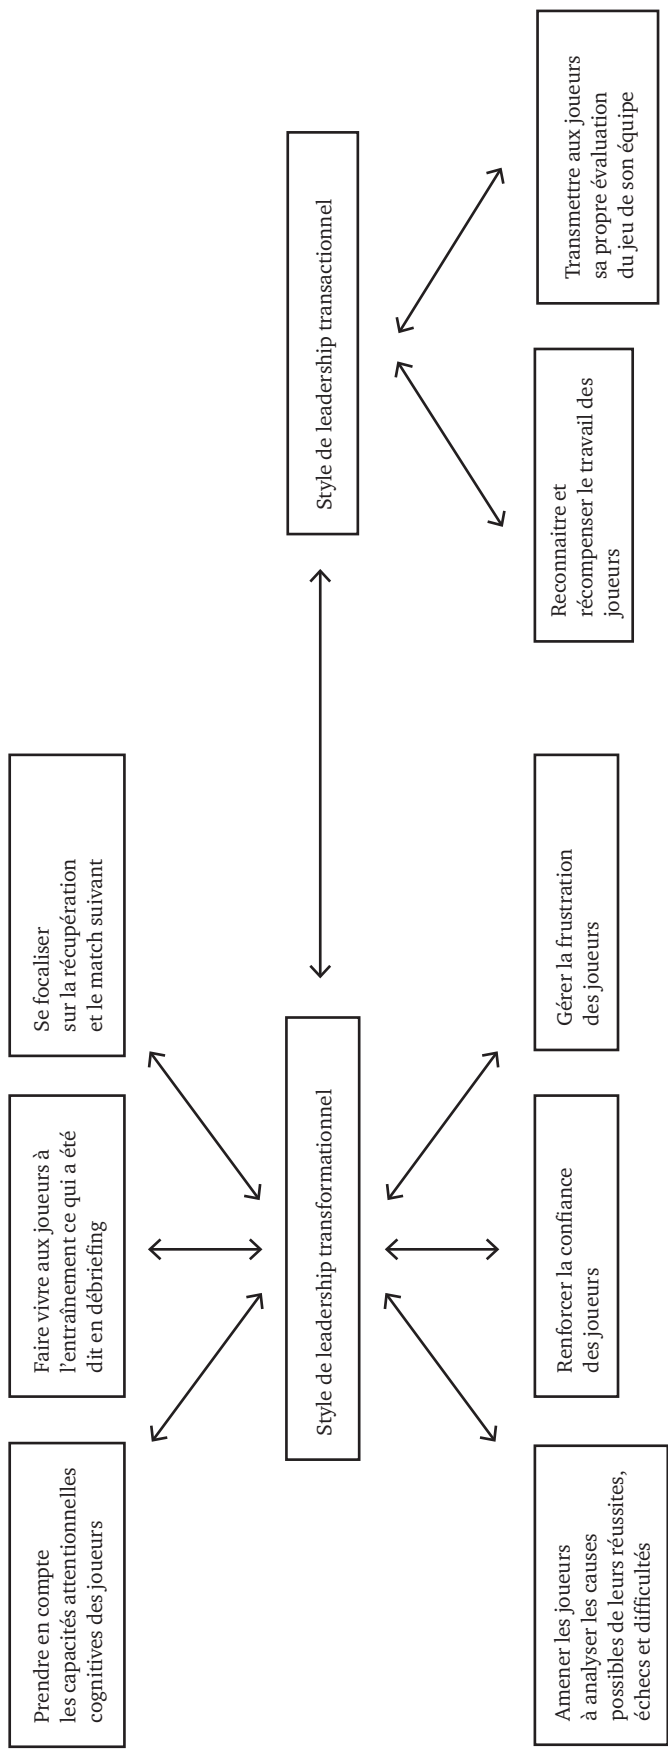 Prendre en compte
les capacités attentionnelles
cognitives des joueurs
Faire vivre aux joueurs à
l’entraînement ce qui a été
dit en débriefing
Se focaliser
sur la récupération
et le match suivant
Style de leadership transformationnel
Style de leadership transactionnel
Amener les joueurs
à analyser les causes
possibles de leurs réussites,
échecs et difficultés
Renforcer la confiance
des joueurs
Gérer la frustration
des joueurs
Reconnaitre et
récompenser le travail des
joueurs
Transmettre aux joueurs
sa propre évaluation
du jeu de son équipe